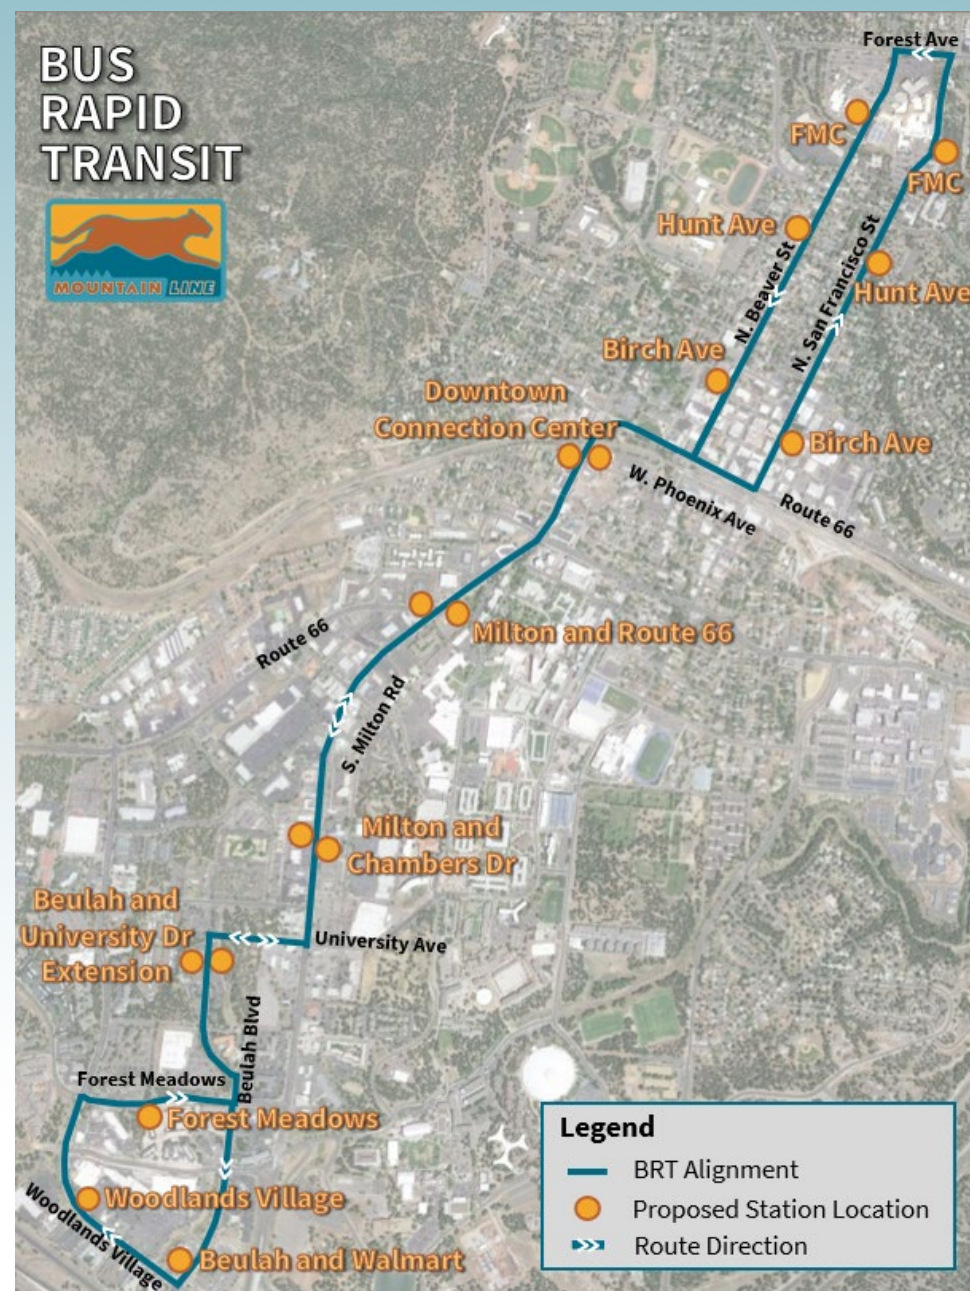 BUS
RAPID
TRANSIT
MOUNTAIN LINE
Forest Ave
FMC
FMC
Hunt Ave
N. Beaver St
N. San Francisco St
Hunt Ave
Birch Ave
Downtown
Connection Center
Birch Ave
W. Phoenix Ave
Route 66
Milton and Route 66
Route 66
S. Milton Rd
Milton and
Chambers Dr
Beulah and
University Dr
Extension
University Ave
Beulah Blvd
Forest Meadows
Forest Meadows
Woodlands Village
Woodlands Village
Beulah and Walmart
Legend
BRT Alignment
Proposed Station Location
Route Direction